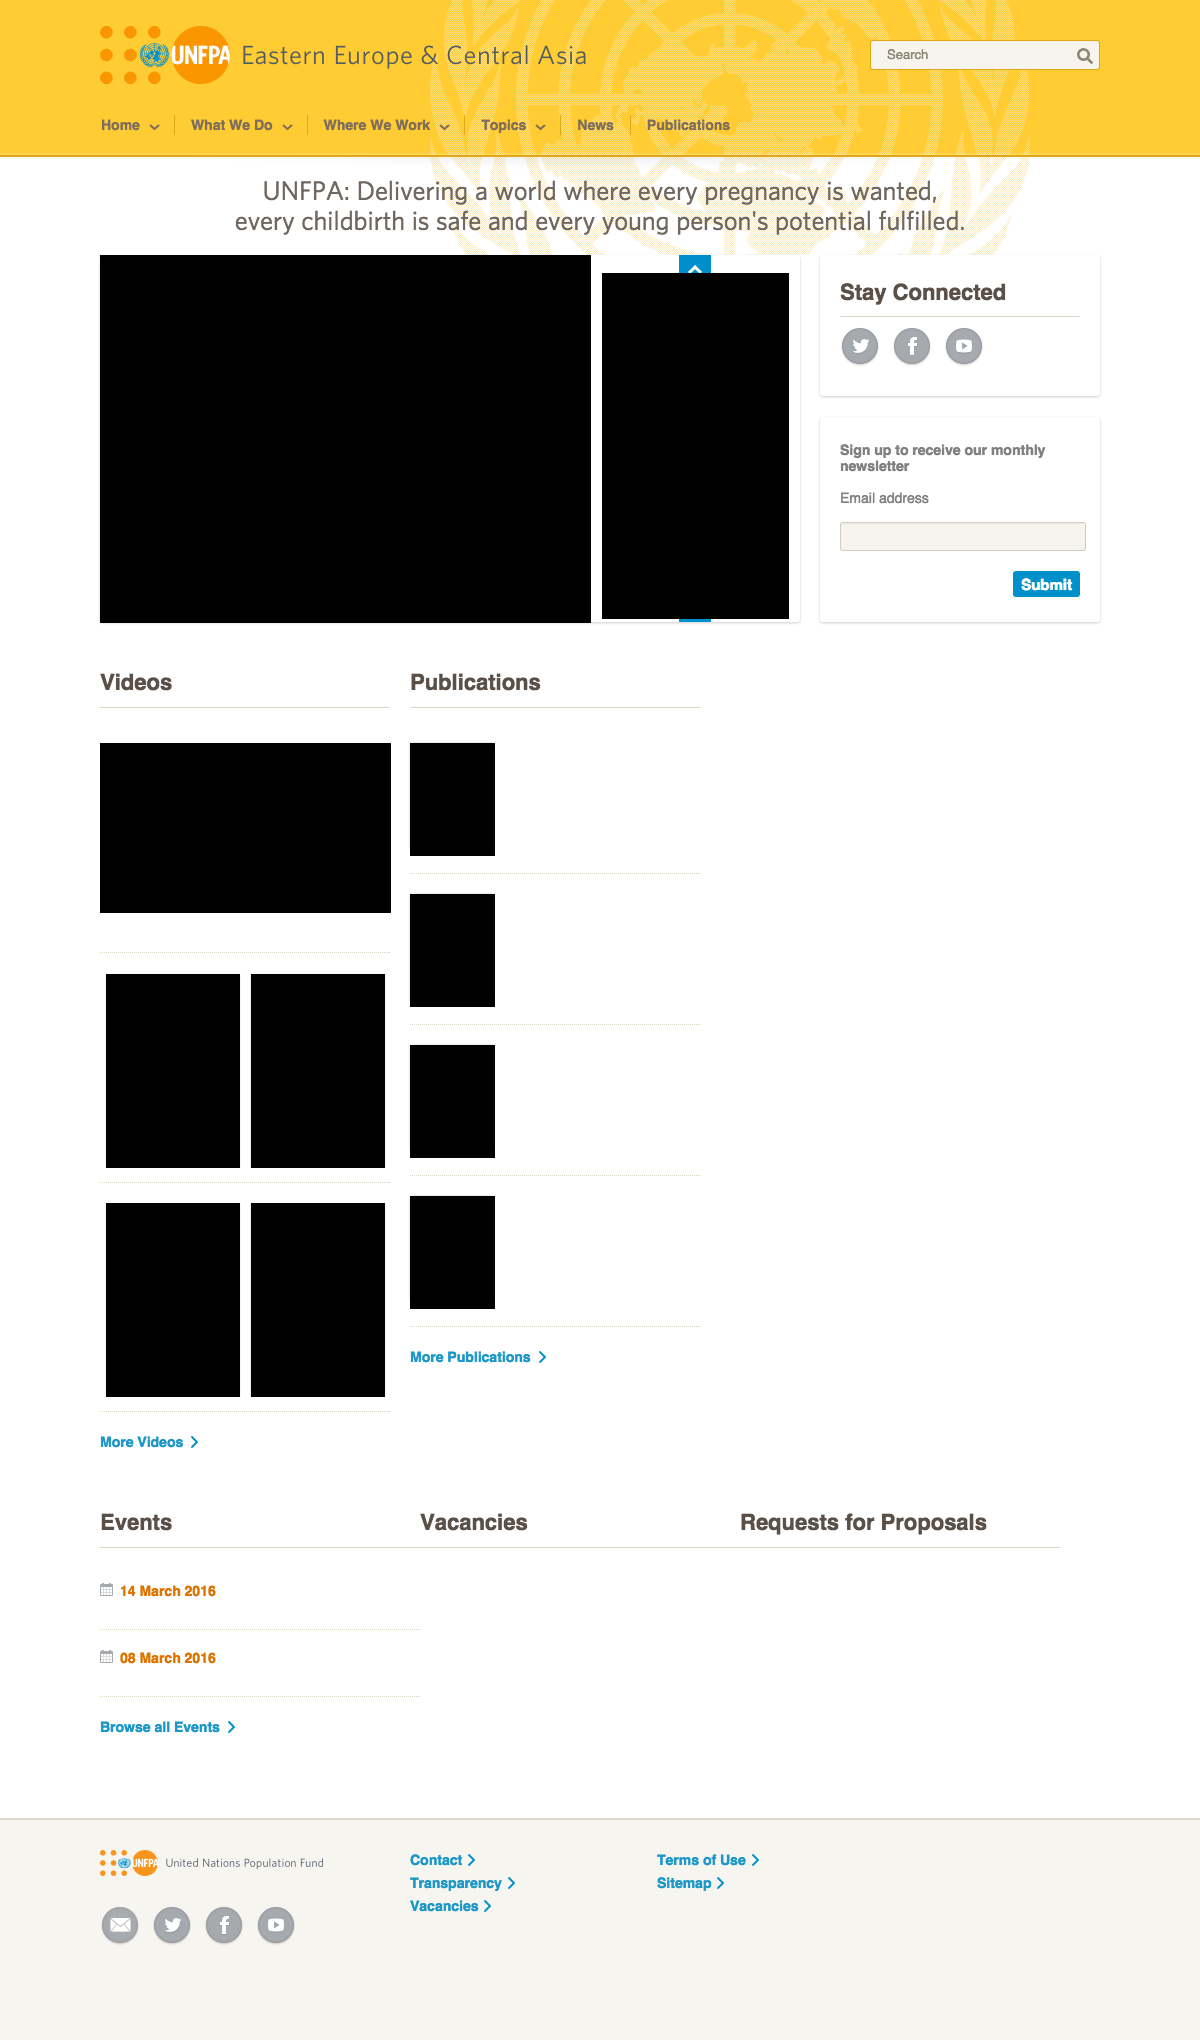 UNFPA Eastern Europe & Central Asia
Search
Home
What We Do
Where We Work
Topics
News
Publications
UNFPA: Delivering a world where every pregnancy is wanted,
every childbirth is safe and every young person's potential fulfilled.
Stay Connected
Sign up to receive our monthly
newsletter
Email address
Submit
Videos
Publications
More Publications
More Videos
Events
Vacancies
Requests for Proposals
14 March 2016
08 March 2016
Browse all Events
UNFPA United Nations Population Fund
Contact
Transparency
Vacancies
Terms of Use
Sitemap